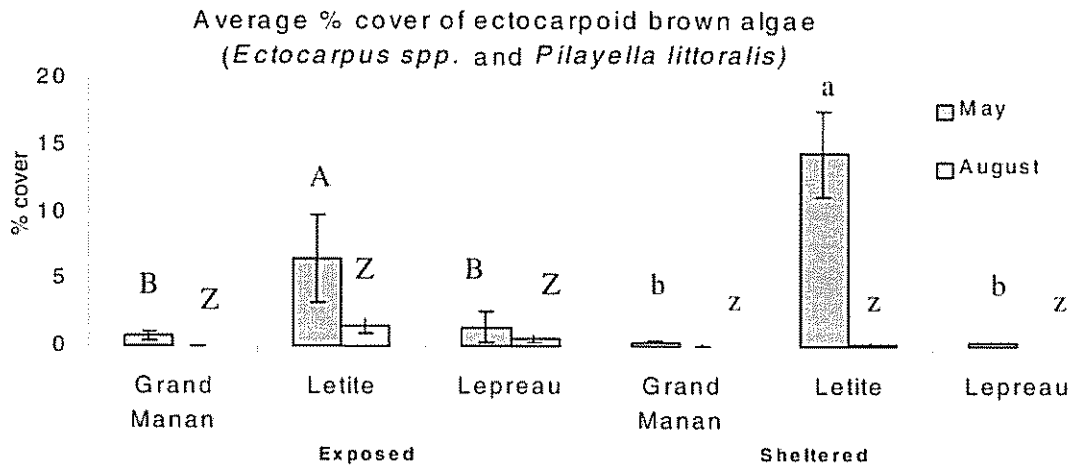 Average % cover of ectocarpoid brown algae
(Ectocarpus spp. and Pilayella littoralis)
20
15
10
5
0
% cover
a
A
B
Z
Z
B
Z
b
z
z
b
z
May
August
Grand Manan
Letite
Lepreau
Grand Manan
Letite
Lepreau
Exposed
Sheltered